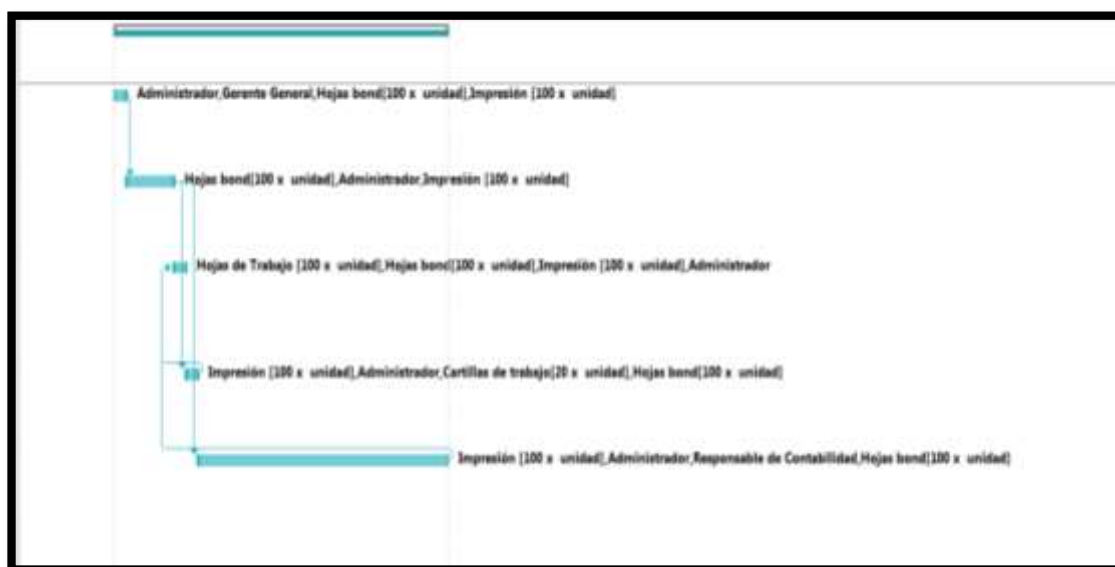 Administrador,Gerente General,Hojas bond[100 x unidad],Impresión [100 x unidad]
Hojas bond[100 x unidad],Administrador,Impresión [100 x unidad]
Hojas de Trabajo [100 x unidad],Hojas bond[100 x unidad],Impresión [100 x unidad],Administrador
Impresión [100 x unidad],Administrador,Cartillas de trabajo[20 x unidad],Hojas bond[100 x unidad]
Impresión [100 x unidad],Administrador,Responsable de Contabilidad,Hojas bond[100 x unidad]